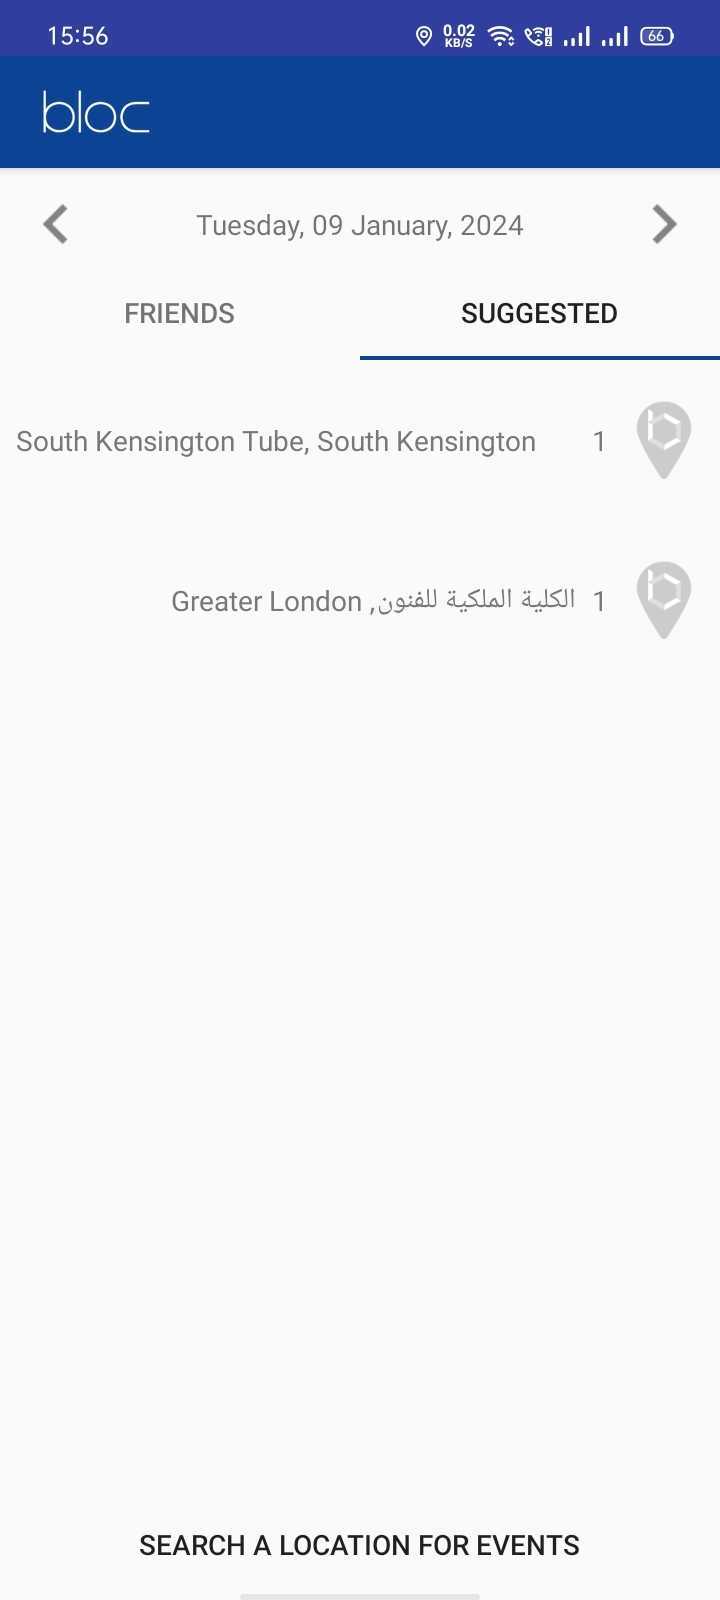 15:56
0.02
KB/S
66
bloc
Tuesday, 09 January, 2024
FRIENDS
SUGGESTED
South Kensington Tube, South Kensington 1
الكلية الملكية للفنون, Greater London 1
SEARCH A LOCATION FOR EVENTS